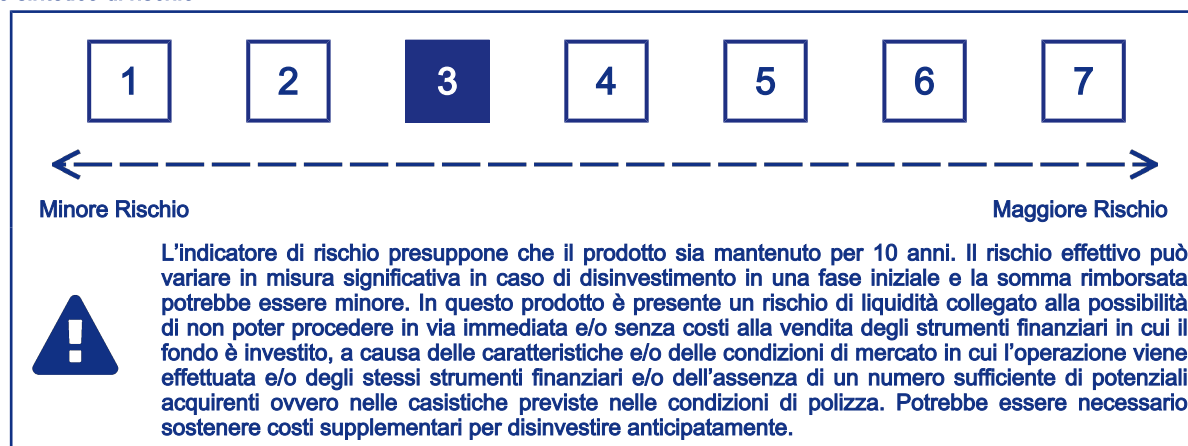 1 2 3 4 5 6 7
Minore Rischio Maggiore Rischio
L'indicatore di rischio presuppone che il prodotto sia mantenuto per 10 anni. Il rischio effettivo può
variare in misura significativa in caso di disinvestimento in una fase iniziale e la somma rimborsata
potrebbe essere minore. In questo prodotto è presente un rischio di liquidità collegato alla possibilità
di non poter procedere in via immediata e/o senza costi alla vendita degli strumenti finanziari in cui il
fondo è investito, a causa delle caratteristiche e/o delle condizioni di mercato in cui l'operazione viene
effettuata e/o degli stessi strumenti finanziari e/o dell'assenza di un numero sufficiente di potenziali
acquirenti ovvero nelle casistiche previste nelle condizioni di polizza. Potrebbe essere necessario
sostenere costi supplementari per disinvestire anticipatamente.